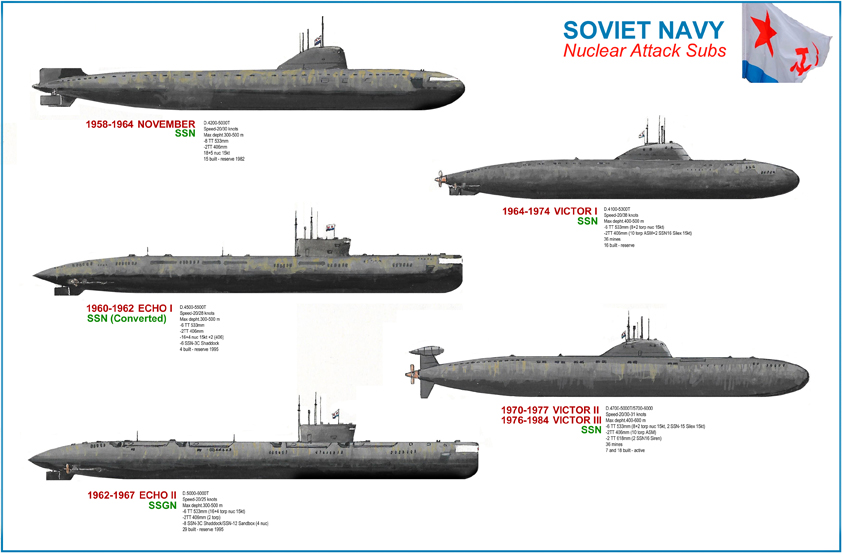 SOVIET NAVY
Nuclear Attack Subs
1958-1964 NOVEMBER
SSN
D.4200-5000T
Speed-20/30 knots
Max depht 300-500 m
-8 TT 533mm
-2TT 406mm
18+5 nuc 15kt
15 built - reserve 1982
1964-1974 VICTOR I
SSN
D.4100-5300T
Speed-20/38 knots
Max depht.400-600 m
-6 TT 533mm (8+2 torp nuc 15kt)
-2TT 406mm (10 torp ASM+2 SSN16 Silex 15kt)
36 mines
16 built - reserve
1960-1962 ECHO I
SSN (Converted)
D.4500-5500T
Speed-20/28 knots
Max depht.300-500 m
-6 TT 533mm
-2TT 406mm
-16+4 nuc 15kt +2 (406)
-6 SSN-3C Shaddock
4 built - reserve 1995
1970-1977 VICTOR II
1976-1984 VICTOR III
SSN
D.4700-5000T/5700-6000
Speed-20/30-31 knots
Max depht.400-600 m
-6 TT 533mm (8+2 torp nuc 15kt, 2 SSN-15 Silex 15kt)
-2TT 406mm (10 torp ASM)
-2 TT 618mm (2 SSN16 Siren)
36 mines
7 and 18 built - active
1962-1967 ECHO II
SSGN
D.5000-6000T
Speed-20/25 knots
Max depht.300-500 m
-6 TT 533mm (16+4 torp nuc 15kt)
-2TT 406mm (2 torp)
-8 SSN-3C Shaddock/SSN-12 Sandbox (4 nuc)
29 built - reserve 1995